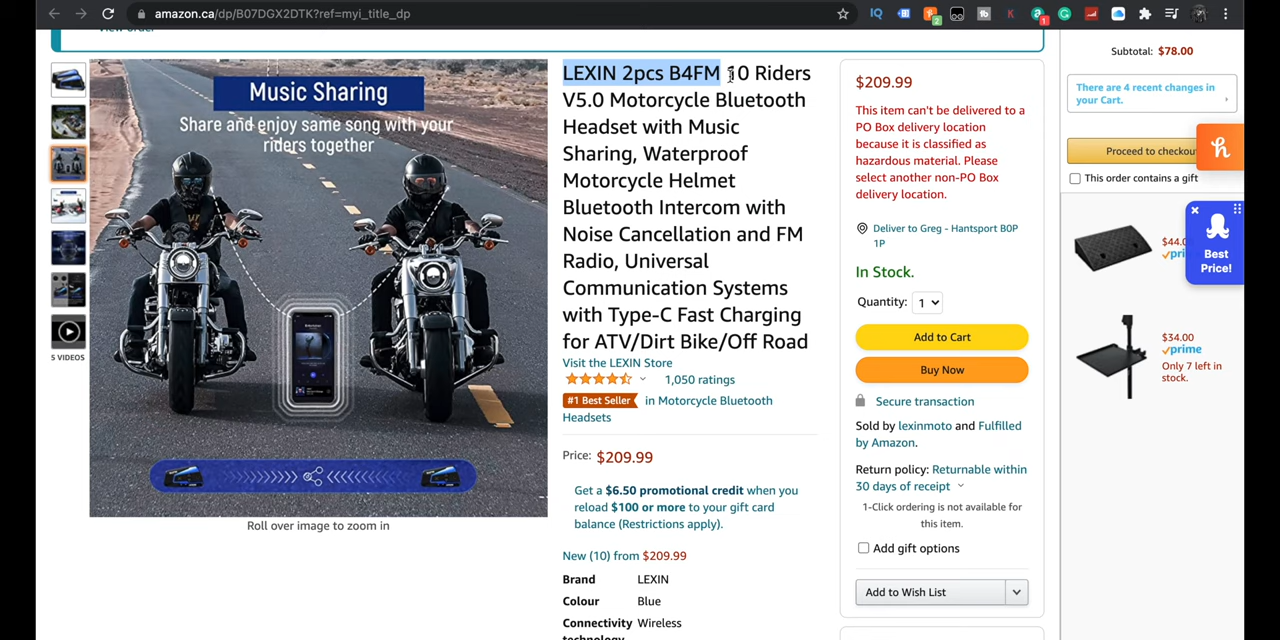 amazon.ca/dp/B07DGX2DTK?ref=myi_title_dp
Music Sharing
Share and enjoy same song with your
riders together
5 VIDEOS
Roll over image to zoom in
LEXIN 2pcs B4FM 10 Riders
V5.0 Motorcycle Bluetooth
Headset with Music
Sharing, Waterproof
Motorcycle Helmet
Bluetooth Intercom with
Noise Cancellation and FM
Radio, Universal
Communication Systems
with Type-C Fast Charging
for ATV/Dirt Bike/Off Road
Visit the LEXIN Store
1,050 ratings
#1 Best Seller in Motorcycle Bluetooth
Headsets
Price: $209.99
Get a $6.50 promotional credit when you
reload $100 or more to your gift card
balance (Restrictions apply).
New (10) from $209.99
Brand LEXIN
Colour Blue
Connectivity Wireless
technology
$209.99
This item can't be delivered to a
PO Box delivery location
because it is classified as
hazardous material. Please
select another non-PO Box
delivery location.
Deliver to Greg - Hantsport B0P
1P
In Stock.
Quantity: 1
Add to Cart
Buy Now
Secure transaction
Sold by lexinmoto and Fulfilled
by Amazon.
Return policy: Returnable within
30 days of receipt
1-Click ordering is not available for
this item.
Add gift options
Add to Wish List
Subtotal: $78.00
There are 4 recent changes in
your Cart.
Proceed to checkout
This order contains a gift
$44.
Best
Price!
$34.00
prime
Only 7 left in
stock.